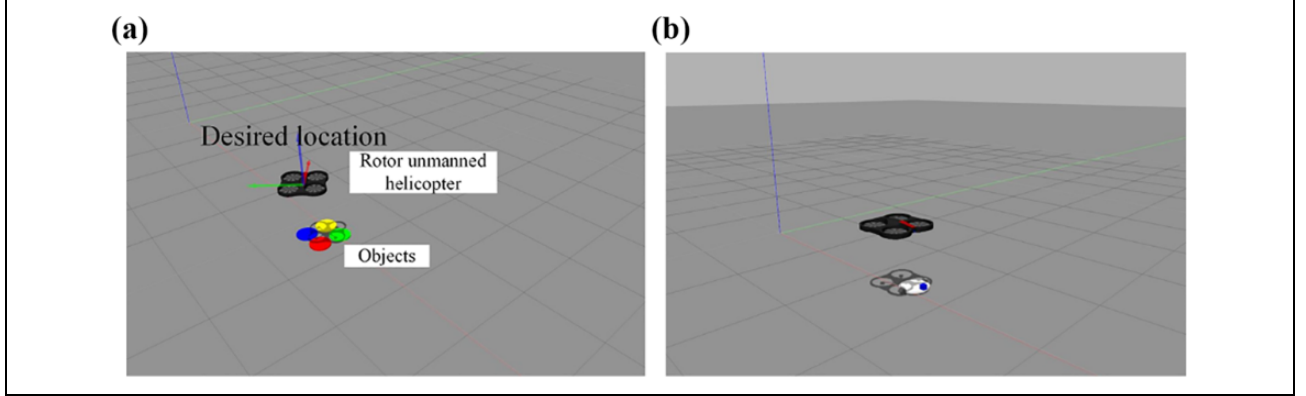 (a)
(b)
Desired location
Rotor unmanned
helicopter
Objects